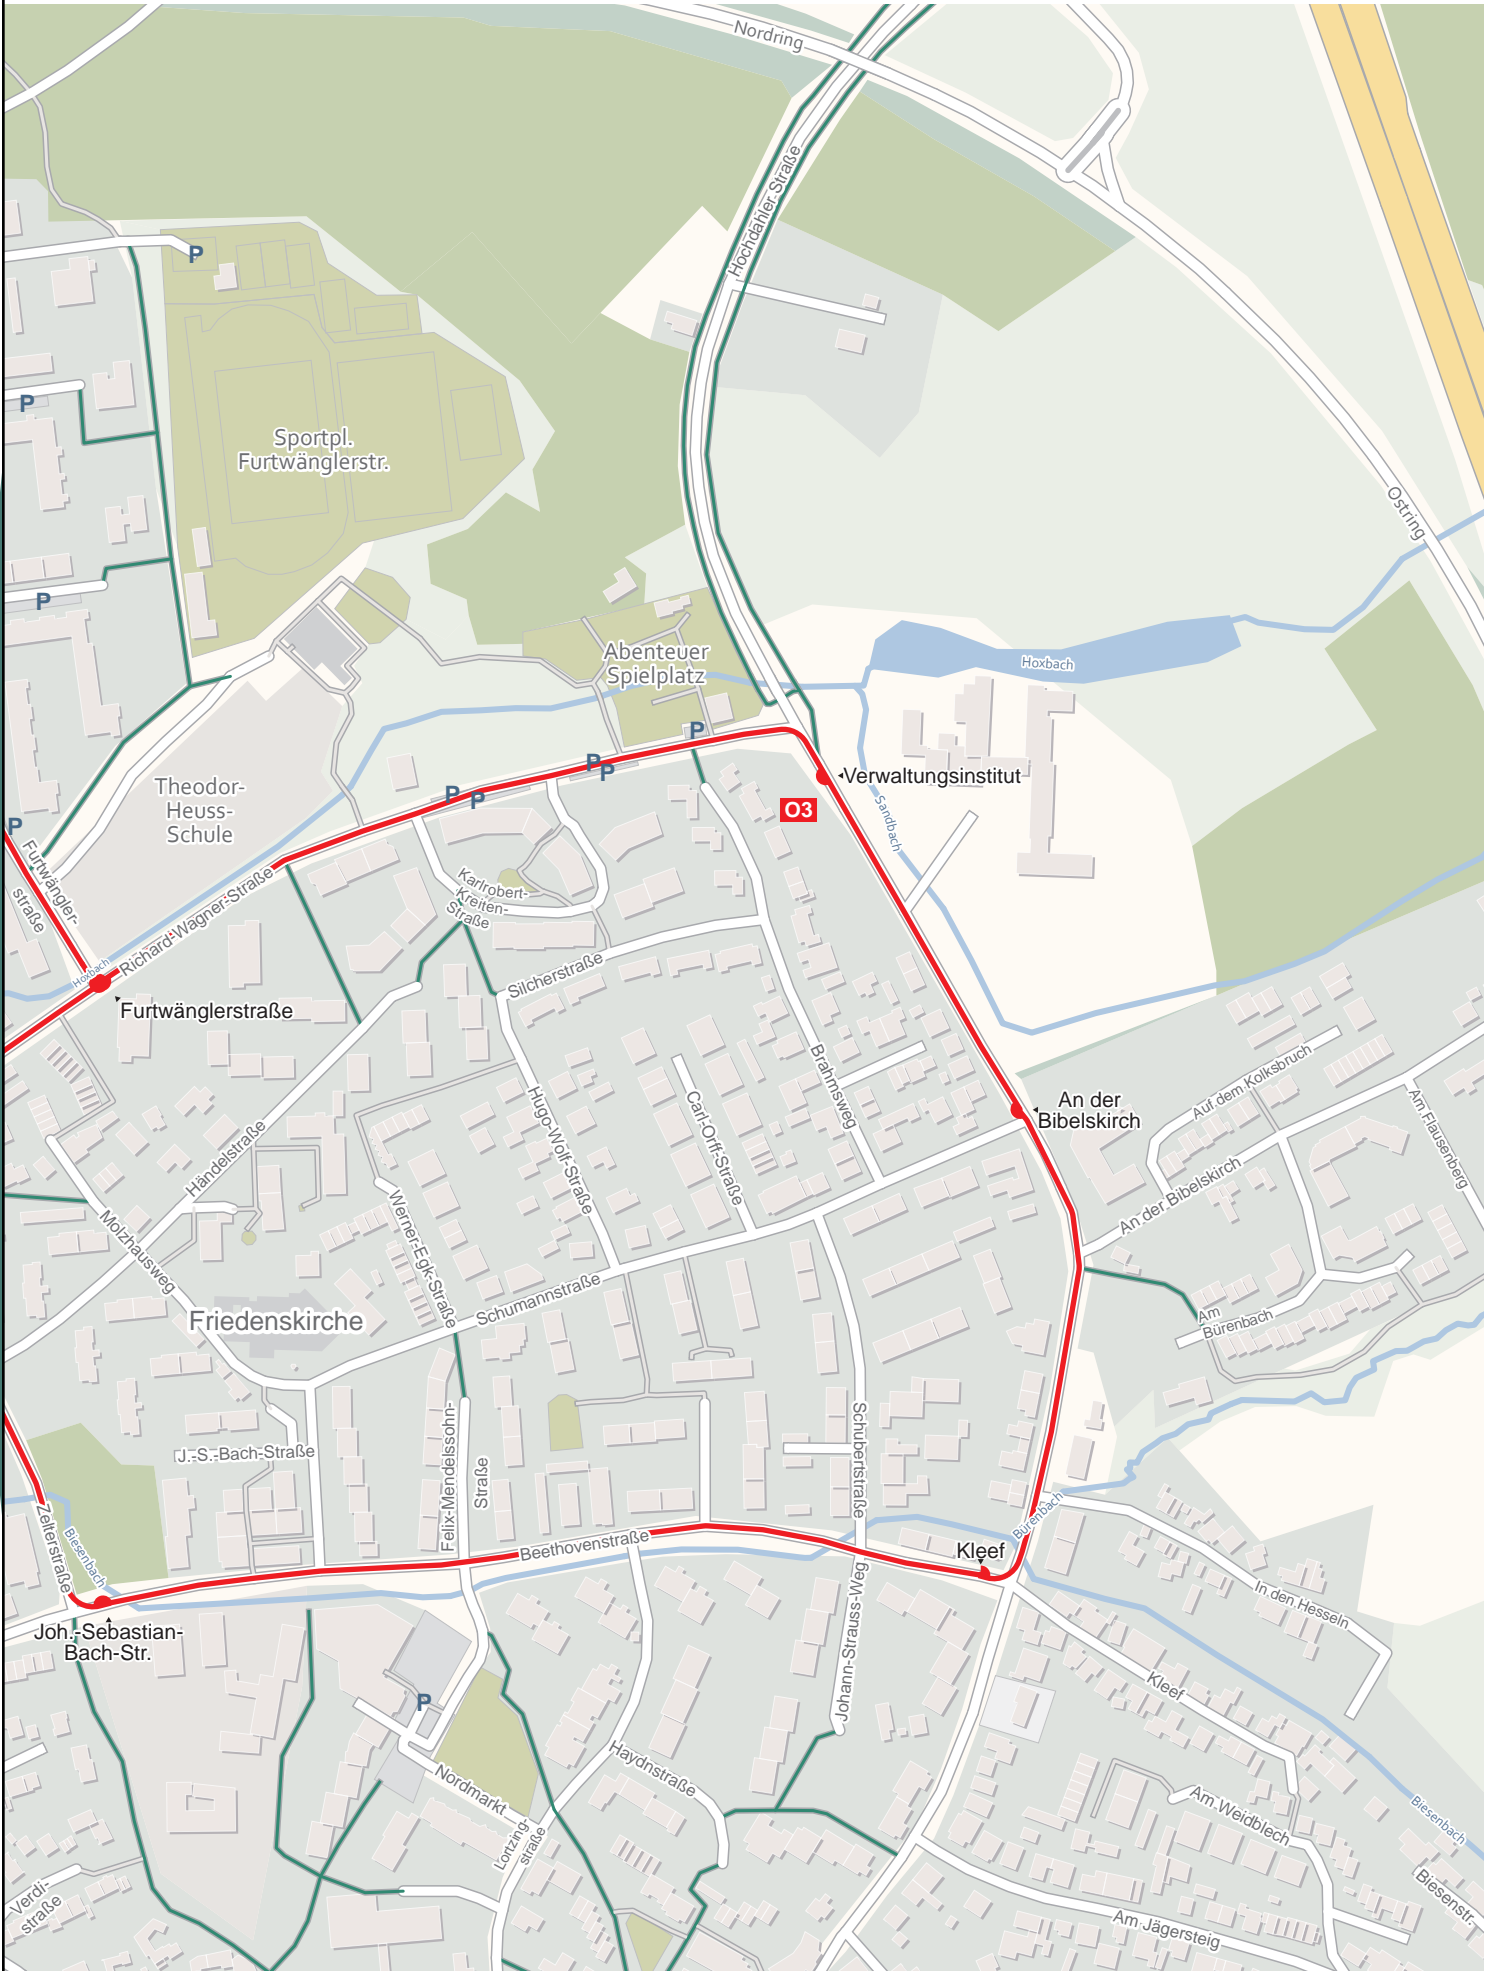 Nordring
Hochdahler Straße
P
P
Sportpl.
Furtwänglerstr.
Ostring
P
Abenteuer
Spielplatz
Hoxbach
P
P
P
Verwaltungsinstitut
P
P
O3
Theodor-
Heuss-
Schule
Sandbach
P
Furtwängler-
straße
Karlrobert-
Kreiten-
Straße
Richard-Wagner-Straße
Hoxbach
Silcherstraße
Furtwänglerstraße
Brahmsweg
Auf dem Kolksbruch
An der
Bibelskirch
Am Flausenberg
Hugo-Wolf-Straße
Carl-Orff-Straße
Händelstraße
An der Bibelskirch
Molzhausweg
Werner-Egk-Straße
Schumannstraße
Friedenskirche
Am
Bürenbach
J.-S.-Bach-Straße
Felix-Mendelssohn-
Straße
Schubertstraße
Zelterstraße
Biesenbach
Beethovenstraße
Bürenbach
Kleef
In den Hesseln
Joh.-Sebastian-
Bach-Str.
Johann-Strauss-Weg
Kleef
P
Haydnstraße
Nordmarkt
Am Weidblech
Biesenbach
Lortzing-
straße
Verdi-
straße
Biesenstr.
Am Jägersteig